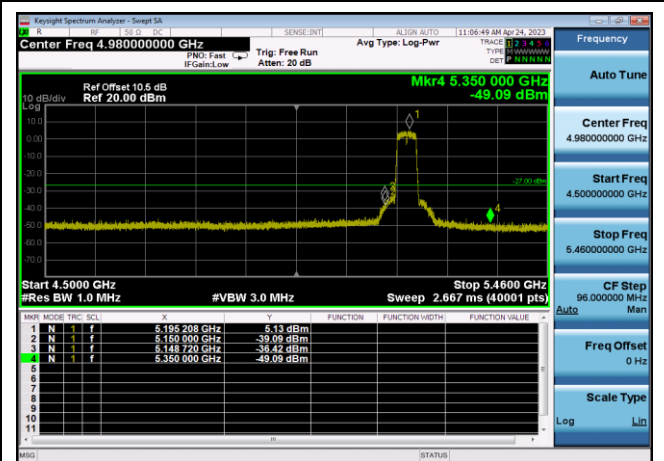 Keysight Spectrum Analyzer - Swept SA
R RF 50 Ω DC SENSE:INT ALIGN AUTO 11:06:49 AM Apr 24, 2023
Center Freq 4.980000000 GHz
PNO: Fast Trig: Free Run
IFGain:Low Atten: 20 dB
Avg Type: Log-Pwr
TRACE 1 2 3 4 5 6
TYPE M WWWWW
DET P N N N N N
Ref Offset 10.5 dB
10 dB/div Ref 20.00 dBm
Log
Mkr4 5.350 000 GHz
-49.09 dBm
10.0
0.00
-10.0
-20.0
-30.0
-40.0
-50.0
-60.0
-70.0
1
4
-27.00 dBm
Start 4.5000 GHz Stop 5.4600 GHz
#Res BW 1.0 MHz #VBW 3.0 MHz Sweep 2.667 ms (40001 pts)
MKR MODE TRC SCL X Y FUNCTION FUNCTION WIDTH FUNCTION VALUE
1 N 1 f 5.195 208 GHz 5.13 dBm
2 N 1 f 5.150 000 GHz -39.09 dBm
3 N 1 f 5.148 720 GHz -36.42 dBm
4 N 1 f 5.350 000 GHz -49.09 dBm
5
6
7
8
9
10
11
MSG STATUS
Frequency
Auto Tune
Center Freq
4.980000000 GHz
Start Freq
4.500000000 GHz
Stop Freq
5.460000000 GHz
CF Step
96.000000 MHz
Auto Man
Freq Offset
0 Hz
Scale Type
Log Lin